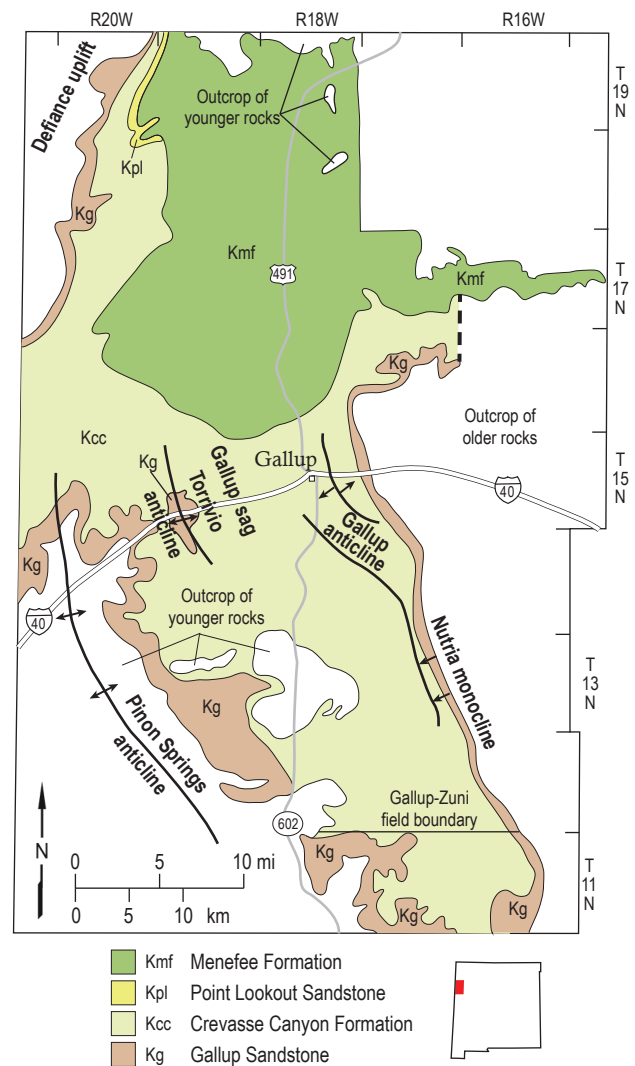 R20W R18W R16W
Defiance uplift
Outcrop of
younger rocks
T
19
N
Kpl
Kg
Kmf
491
Kmf
T
17
N
Kg
Outcrop of
older rocks
Kcc
Kg
Gallup sag
Torrivio
anticline
Gallup
T
15
N
40
Gallup
anticline
Kg
Outcrop of
younger rocks
40
Nutria monocline
T
13
N
Kg
Pinon Springs
anticline
Gallup-Zuni
field boundary
602
N
0 5 10 mi
0 5 10 km
Kg
Kg
Kg
T
11
N
Kmf Menefee Formation
Kpl Point Lookout Sandstone
Kcc Crevasse Canyon Formation
Kg Gallup Sandstone